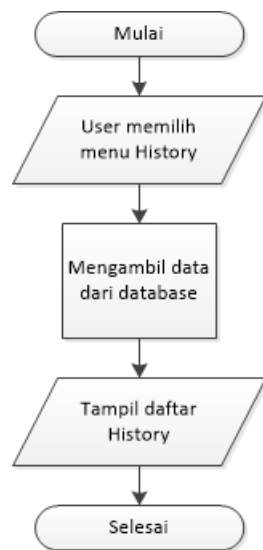 Mulai
User memilih
menu History
Mengambil data
dari database
Tampil daftar
History
Selesai